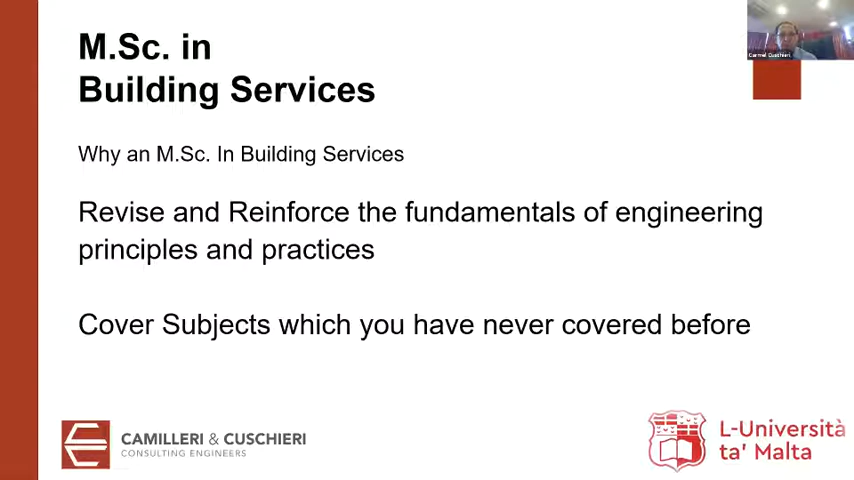 M.Sc. in
Building Services
Carmel Cuschieri
Why an M.Sc. In Building Services
Revise and Reinforce the fundamentals of engineering
principles and practices
Cover Subjects which you have never covered before
CAMILLERI & CUSCHIERI
CONSULTING ENGINEERS
L-Università
ta' Malta